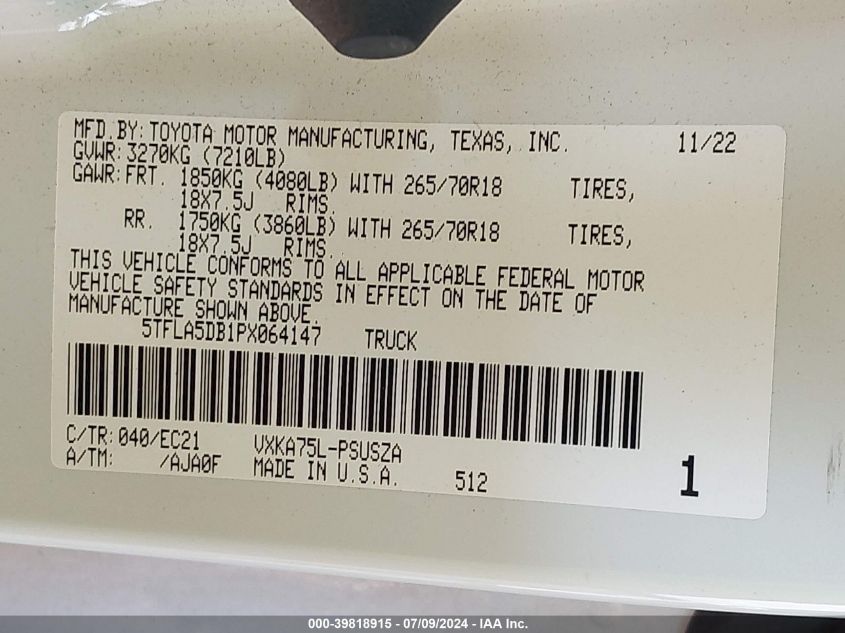 MFD.BY: TOYOTA MOTOR MANUFACTURING, TEXAS, INC. 11/22
GVWR: 3270KG (7210LB)
GAWR: FRT. 1850KG (4080LB) WITH 265/70R18 TIRES,
18X7.5J RIMS.
RR. 1750KG (3860LB) WITH 265/70R18 TIRES,
18X7.5J RIMS.
THIS VEHICLE CONFORMS TO ALL APPLICABLE FEDERAL MOTOR
VEHICLE SAFETY STANDARDS IN EFFECT ON THE DATE OF
MANUFACTURE SHOWN ABOVE.
5TFLA5DB1PX064147 TRUCK
C/TR: 040/EC21 VXKA75L-PSUSZA
A/TM: /AJA0F MADE IN U.S.A. 512 1
000-39818915 - 07/09/2024 - IAA Inc.